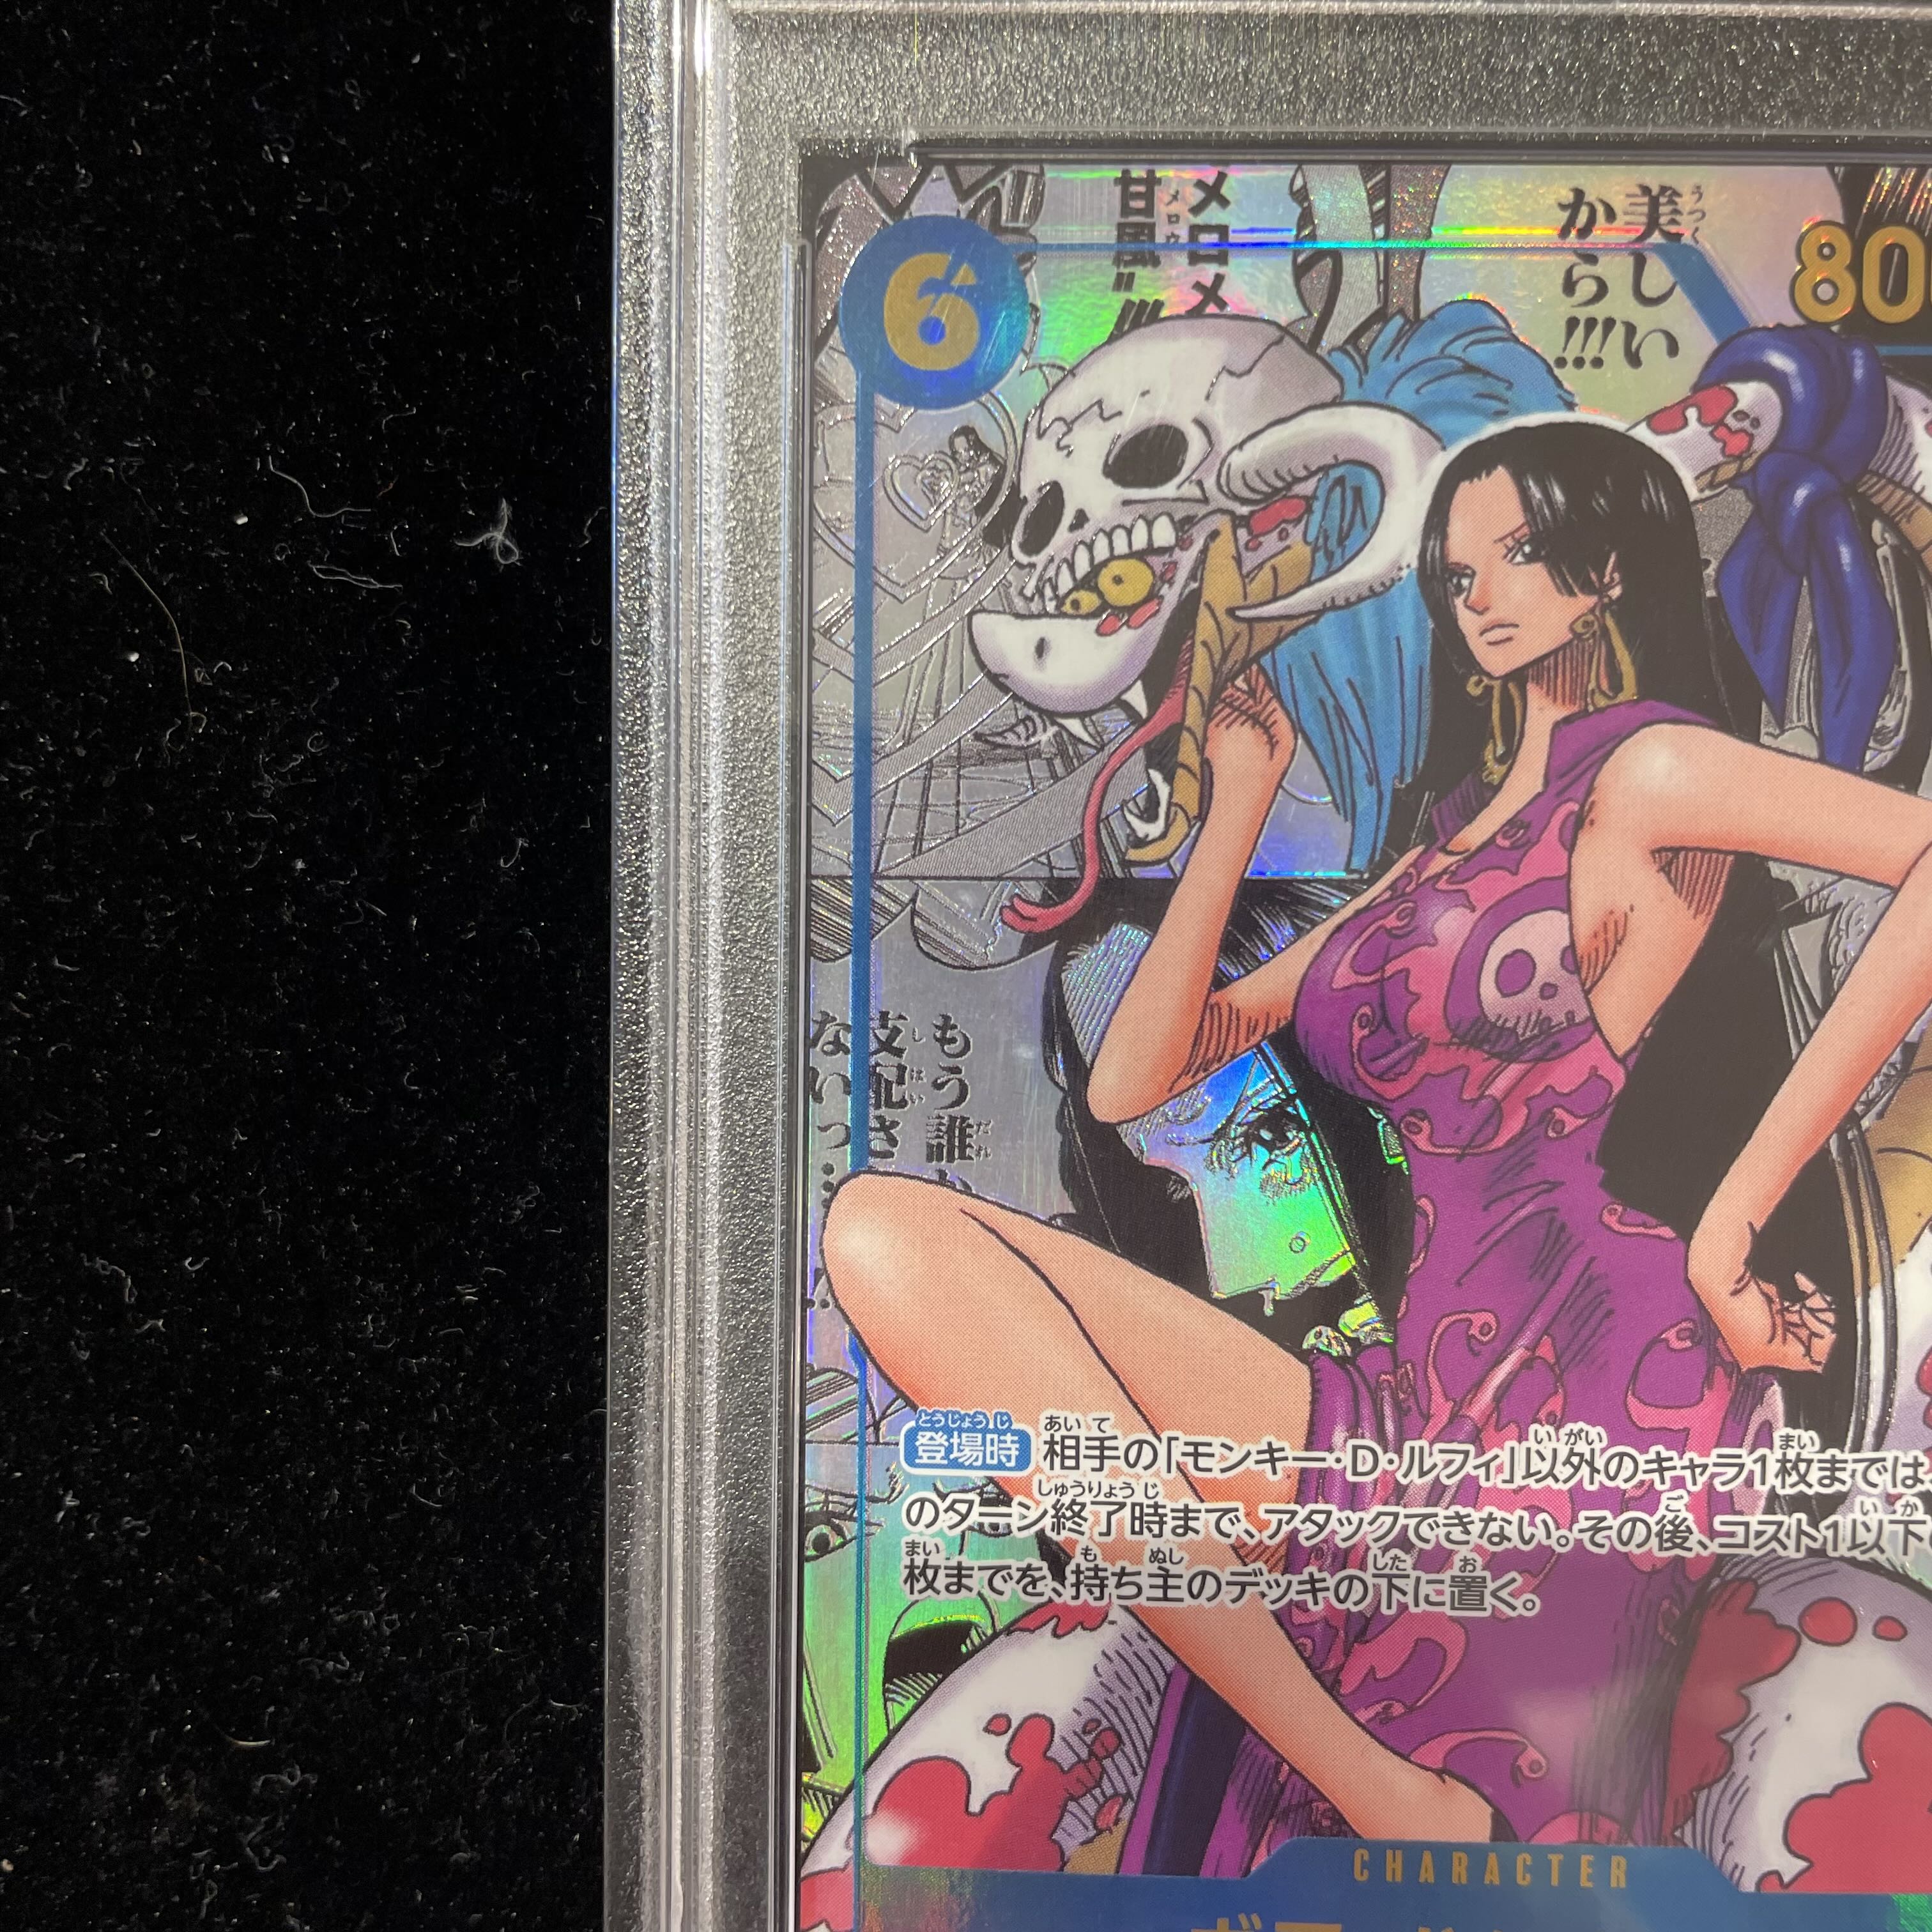 6
メロメ
甘風"!!!
美しい
から!!!
80
もう誰
支配さ
ないっ…
登場時 相手の「モンキー・D・ルフィ」以外のキャラ1枚までは、
のターン終了時まで、アタックできない。その後、コスト1以下
枚までを、持ち主のデッキの下に置く。
CHARACTER